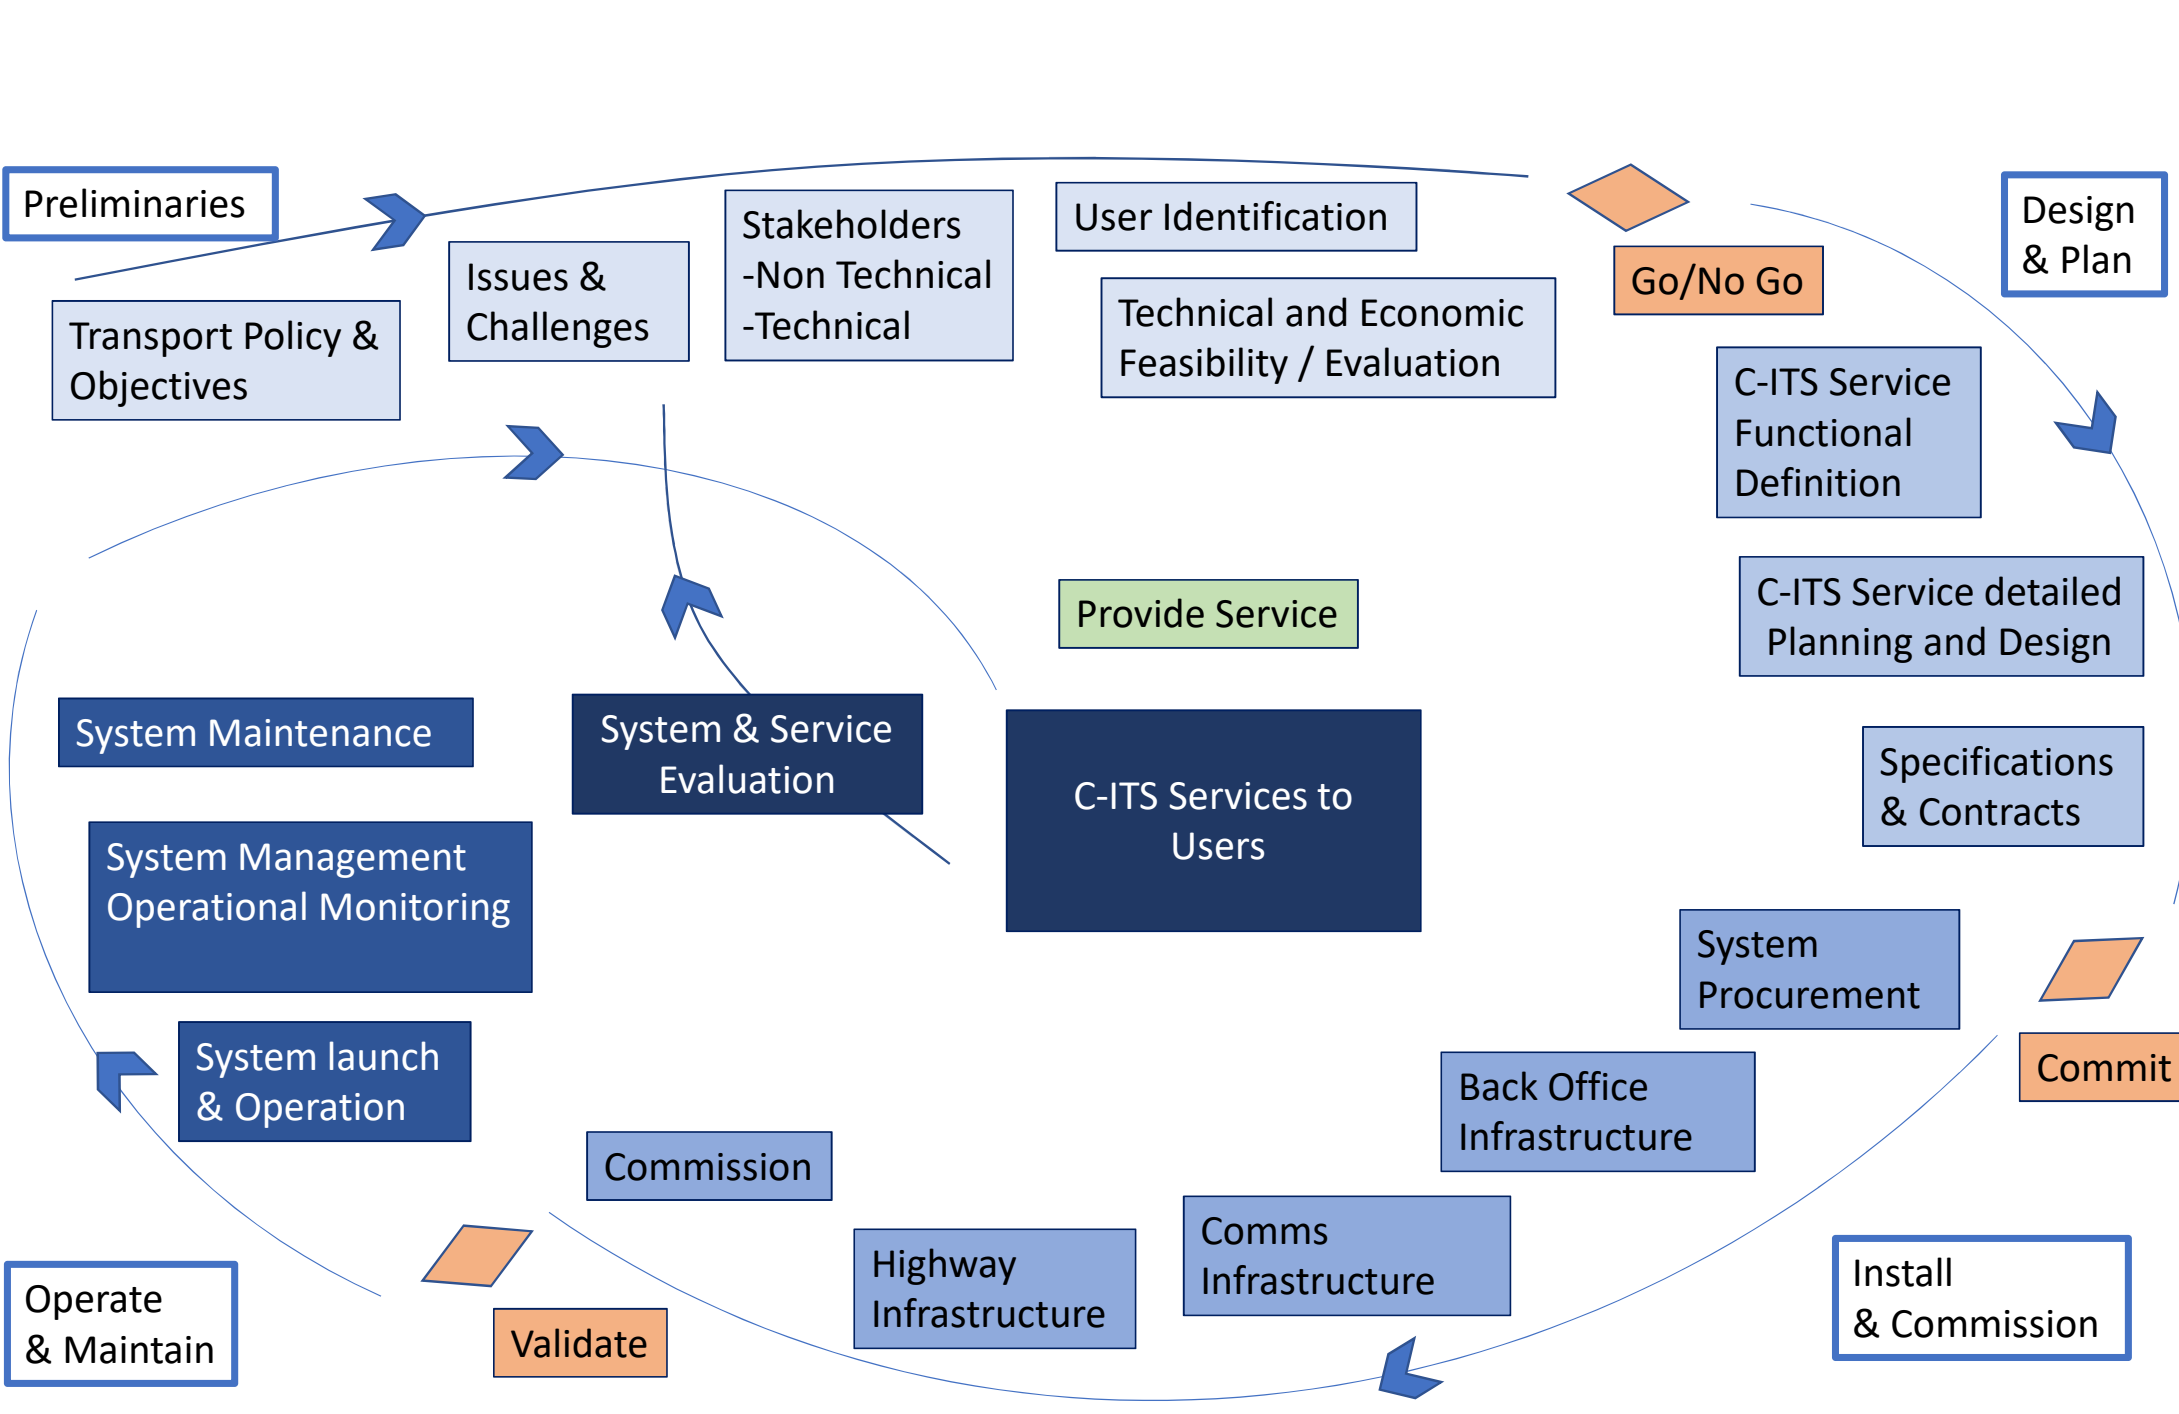 Preliminaries
Transport Policy &
Objectives
Issues &
Challenges
Stakeholders
-Non Technical
-Technical
User Identification
Technical and Economic
Feasibility / Evaluation
Go/No Go
Design
& Plan
C-ITS Service
Functional
Definition
C-ITS Service detailed
Planning and Design
Specifications
& Contracts
Commit
System
Procurement
Back Office
Infrastructure
Comms
Infrastructure
Highway
Infrastructure
Commission
Install
& Commission
Validate
Operate
& Maintain
System launch
& Operation
System Management
Operational Monitoring
System Maintenance
Provide Service
C-ITS Services to
Users
System & Service
Evaluation